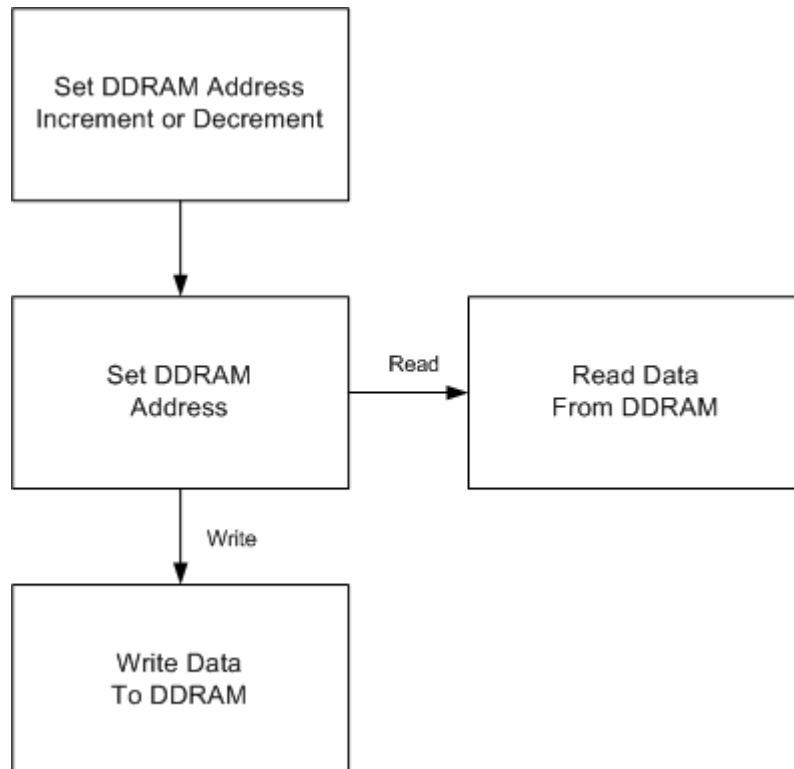 Set DDRAM Address
Increment or Decrement
Set DDRAM
Address
Read
Read Data
From DDRAM
Write
Write Data
To DDRAM